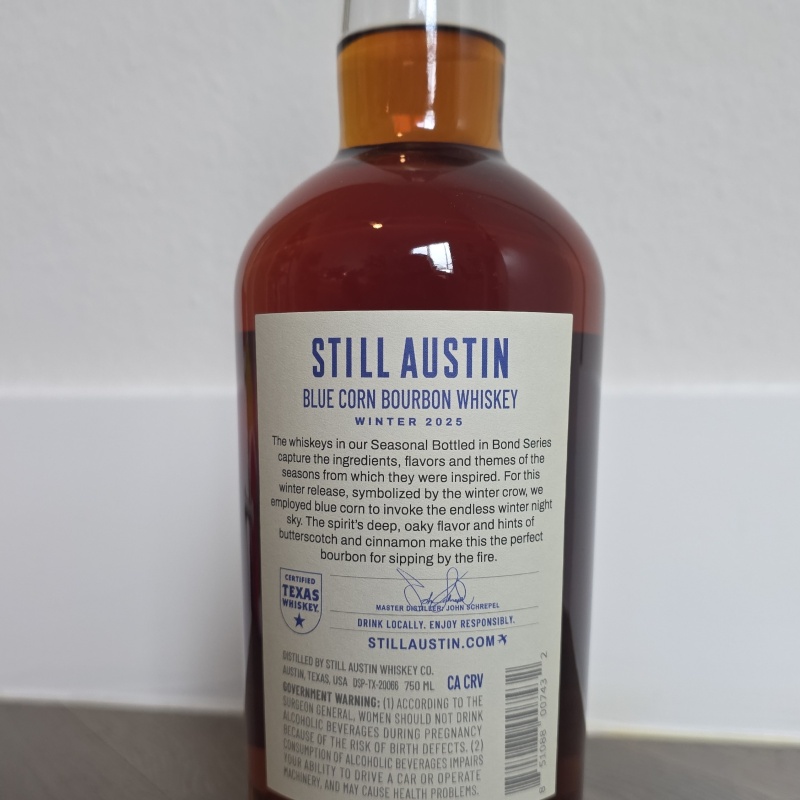 STILL AUSTIN
BLUE CORN BOURBON WHISKEY
WINTER 2025
The whiskeys in our Seasonal Bottled in Bond Series
capture the ingredients, flavors and themes of the
seasons from which they were inspired. For this
winter release, symbolized by the winter crow, we
employed blue corn to invoke the endless winter night
sky. The spirit's deep, oaky flavor and hints of
butterscotch and cinnamon make this the perfect
bourbon for sipping by the fire.
CERTIFIED
TEXAS
WHISKEY
MASTER DISTILLER, JOHN SCHREPEL
DRINK LOCALLY. ENJOY RESPONSIBLY.
STILLAUSTIN.COM
DISTILLED BY STILL AUSTIN WHISKEY CO.
AUSTIN, TEXAS, USA DSP-TX-20066 750 ML CA CRV
GOVERNMENT WARNING: (1) ACCORDING TO THE
SURGEON GENERAL, WOMEN SHOULD NOT DRINK
ALCOHOLIC BEVERAGES DURING PREGNANCY
BECAUSE OF THE RISK OF BIRTH DEFECTS. (2)
CONSUMPTION OF ALCOHOLIC BEVERAGES IMPAIRS
YOUR ABILITY TO DRIVE A CAR OR OPERATE
MACHINERY, AND MAY CAUSE HEALTH PROBLEMS.
8 51088 00743 2